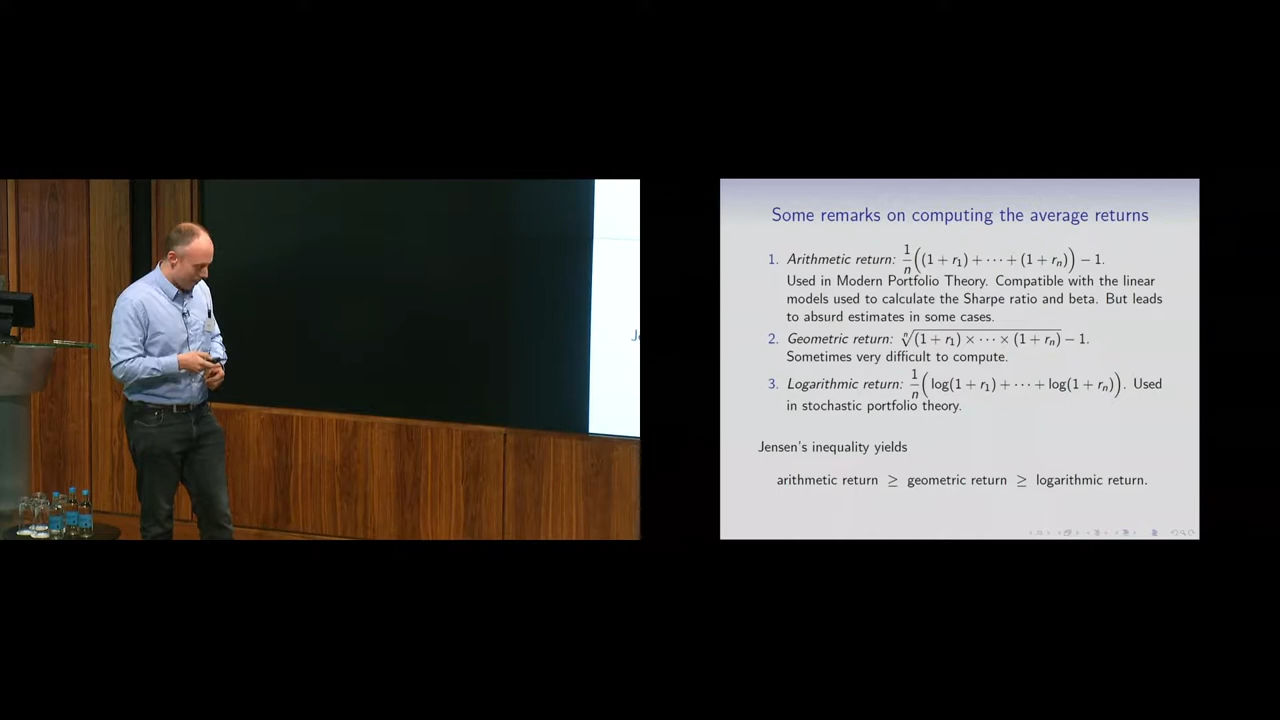 Some remarks on computing the average returns
1. Arithmetic return: 1/n((1 + r₁) + ··· + (1 + rₙ)) − 1.
Used in Modern Portfolio Theory. Compatible with the linear
models used to calculate the Sharpe ratio and beta. But leads
to absurd estimates in some cases.
2. Geometric return: ⁿ√((1 + r₁) × ··· × (1 + rₙ)) − 1.
Sometimes very difficult to compute.
3. Logarithmic return: 1/n(log(1 + r₁) + ··· + log(1 + rₙ)). Used
in stochastic portfolio theory.
Jensen's inequality yields
arithmetic return ≥ geometric return ≥ logarithmic return.